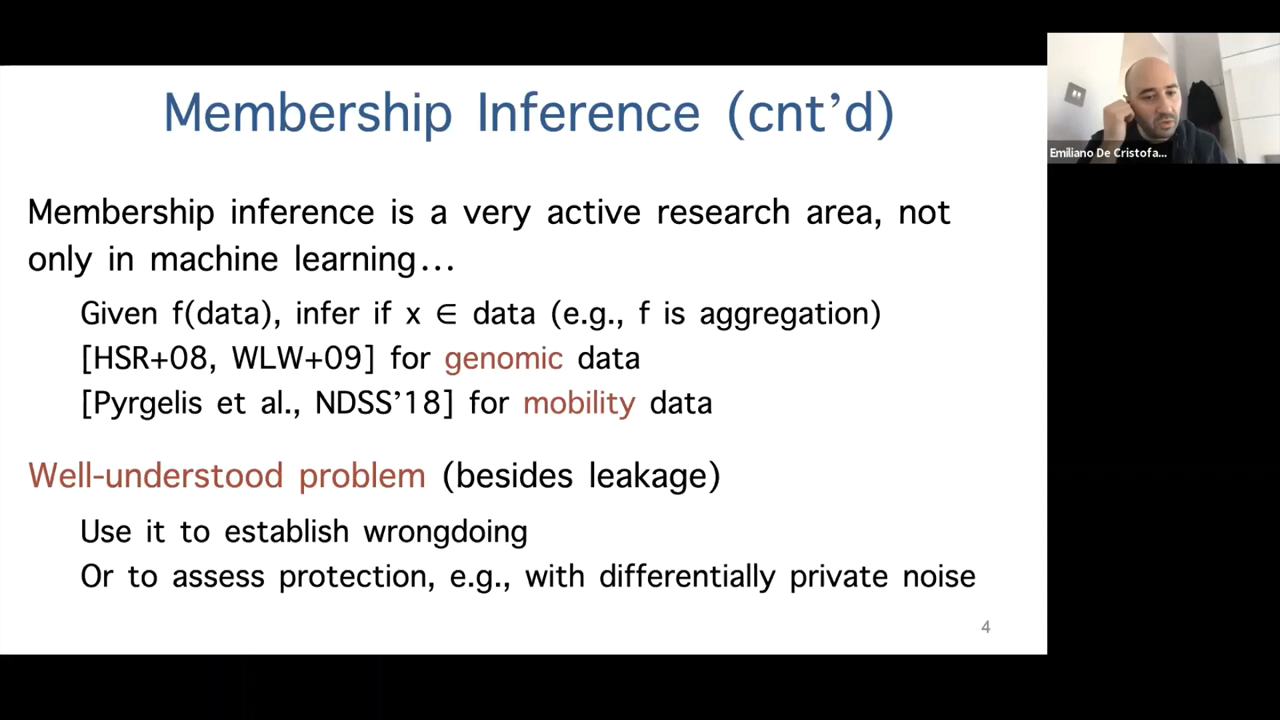 Membership Inference (cnt’d)
Emiliano De Cristofa...
Membership inference is a very active research area, not
only in machine learning…
Given f(data), infer if x ∈ data (e.g., f is aggregation)
[HSR+08, WLW+09] for genomic data
[Pyrgelis et al., NDSS’18] for mobility data
Well-understood problem (besides leakage)
Use it to establish wrongdoing
Or to assess protection, e.g., with differentially private noise
4